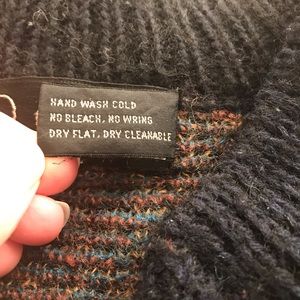 HAND WASH COLD
NO BLEACH, NO WRING
DRY FLAT, DRY CLEANABLE